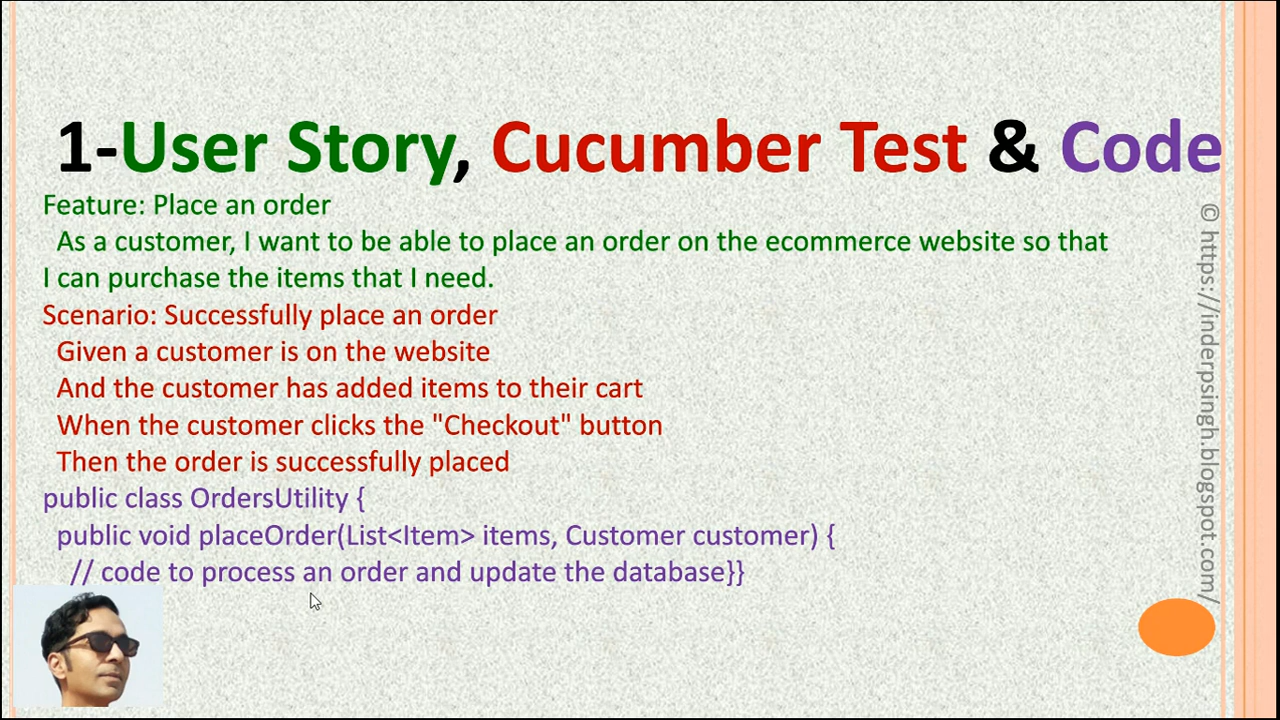 1-User Story, Cucumber Test & Code
Feature: Place an order
As a customer, I want to be able to place an order on the ecommerce website so that
I can purchase the items that I need.
Scenario: Successfully place an order
Given a customer is on the website
And the customer has added items to their cart
When the customer clicks the "Checkout" button
Then the order is successfully placed
public class OrdersUtility {
public void placeOrder(List<Item> items, Customer customer) {
// code to process an order and update the database}}
© https://inderpsingh.blogspot.com/